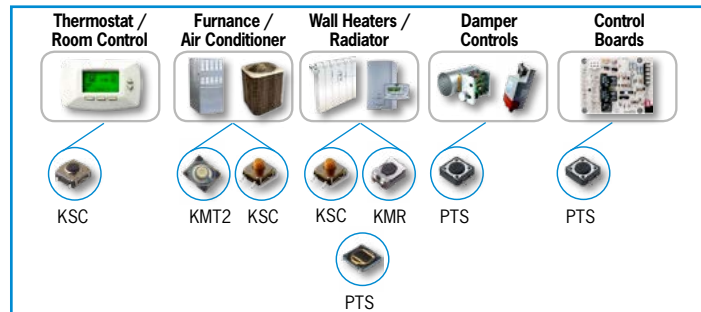 Thermostat /
Room Control
Furnance /
Air Conditioner
Wall Heaters /
Radiator
Damper
Controls
Control
Boards
KSC
KMT2
KSC
KSC
KMR
PTS
PTS
PTS